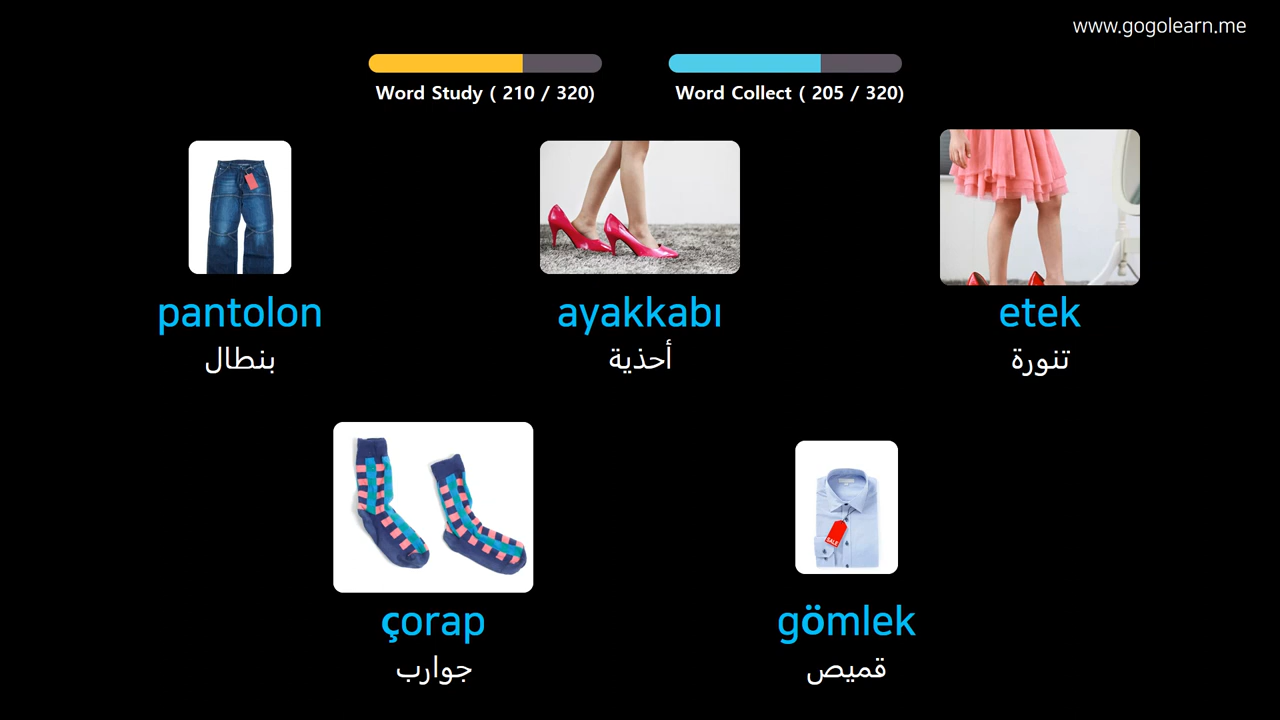 www.gogolearn.me
Word Study ( 210 / 320)
Word Collect ( 205 / 320)
pantolon
بنطال
ayakkabı
أحذية
etek
تنورة
çorap
جوارب
SALE
gömlek
قميص